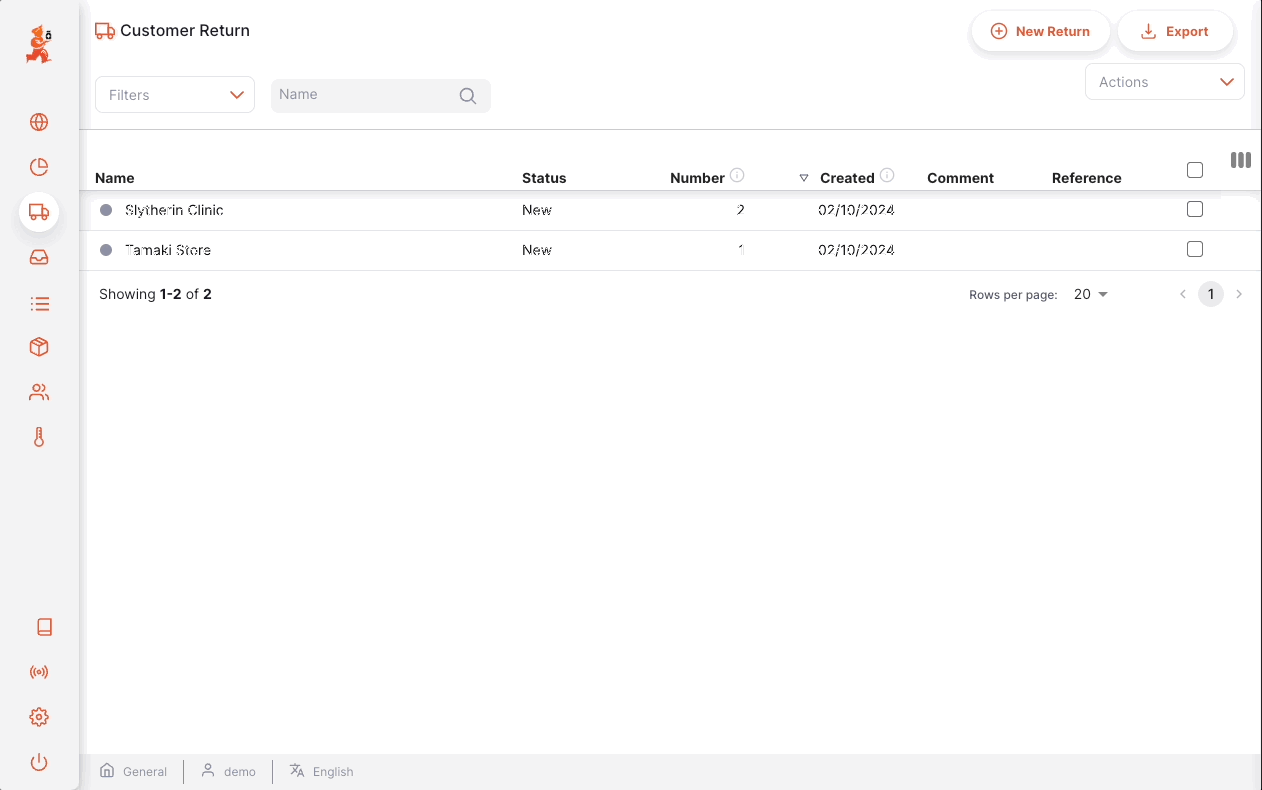 Customer Return
New Return
Export
Filters
Name
Actions
Name Status Number Created Comment Reference
Slytherin Clinic New 2 02/10/2024
Tamaki Store New 1 02/10/2024
Showing 1-2 of 2 Rows per page: 20 1
General demo English